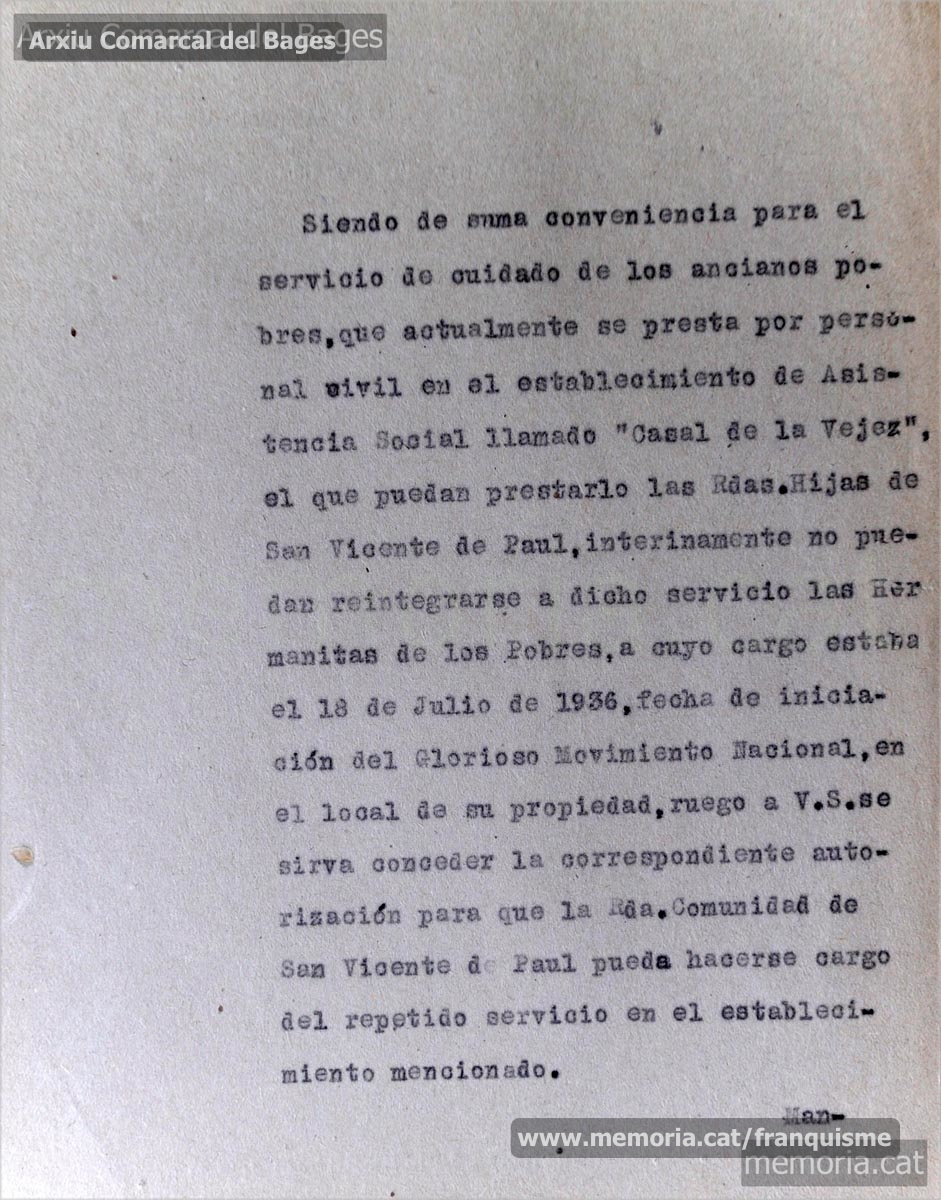 Arxiu Comarcal del Bages
Arxiu Comarcal del Bages
Siendo de suma conveniencia para el
servicio de cuidado de los ancianos po-
bres,que actualmente se presta por perso-
nal civil en el establecimiento de Asis-
tencia Social llamado "Casal de la Vejez",
el que puedan prestarlo las Rdas.Hijas de
San Vicente de Paul,interinamente no pue-
dan reintegrarse a dicho servicio las Her
manitas de los Pobres,a cuyo cargo estaba
el 18 de Julio de 1936,fecha de inicia-
ción del Glorioso Movimiento Nacional,en
el local de su propiedad,ruego a V.S.se
sirva conceder la correspondiente auto-
rización para que la Rda.Comunidad de
San Vicente de Paul pueda hacerse cargo
del repetido servicio en el estableci-
miento mencionado.
Man-
www.memoria.cat/franquisme
memoria.cat